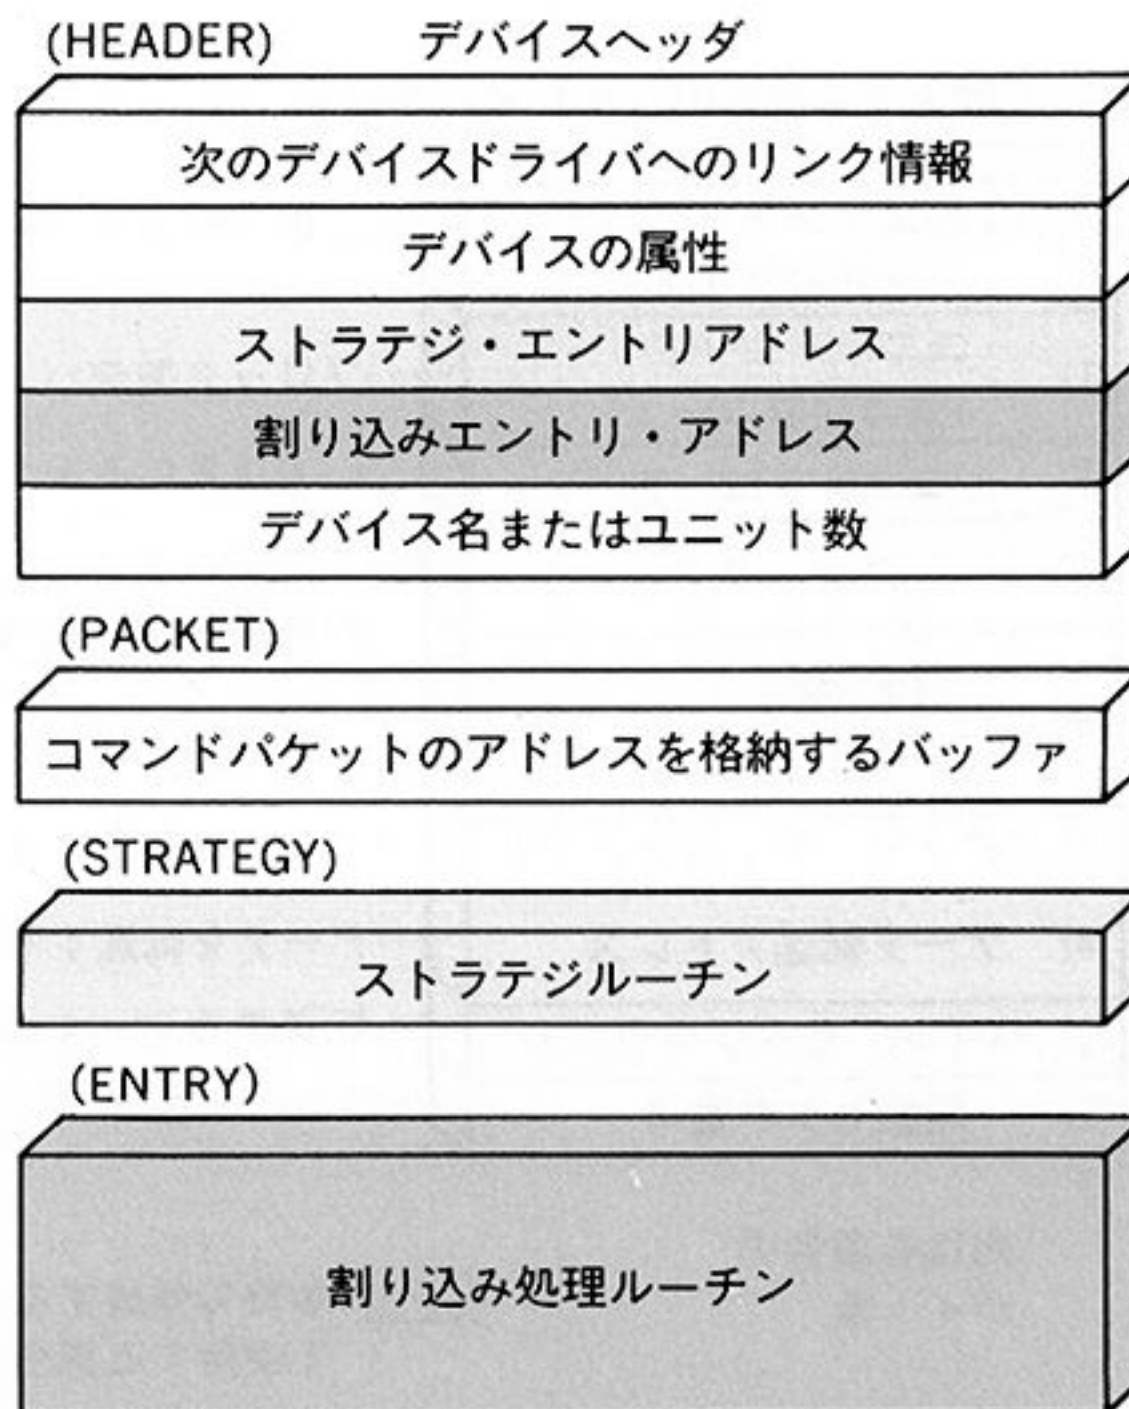 (HEADER) デバイスヘッダ
次のデバイスドライバへのリンク情報
デバイスの属性
ストラテジ・エントリアドレス
割り込みエントリ・アドレス
デバイス名またはユニット数
(PACKET)
コマンドパケットのアドレスを格納するバッファ
(STRATEGY)
ストラテジルーチン
(ENTRY)
割り込み処理ルーチン